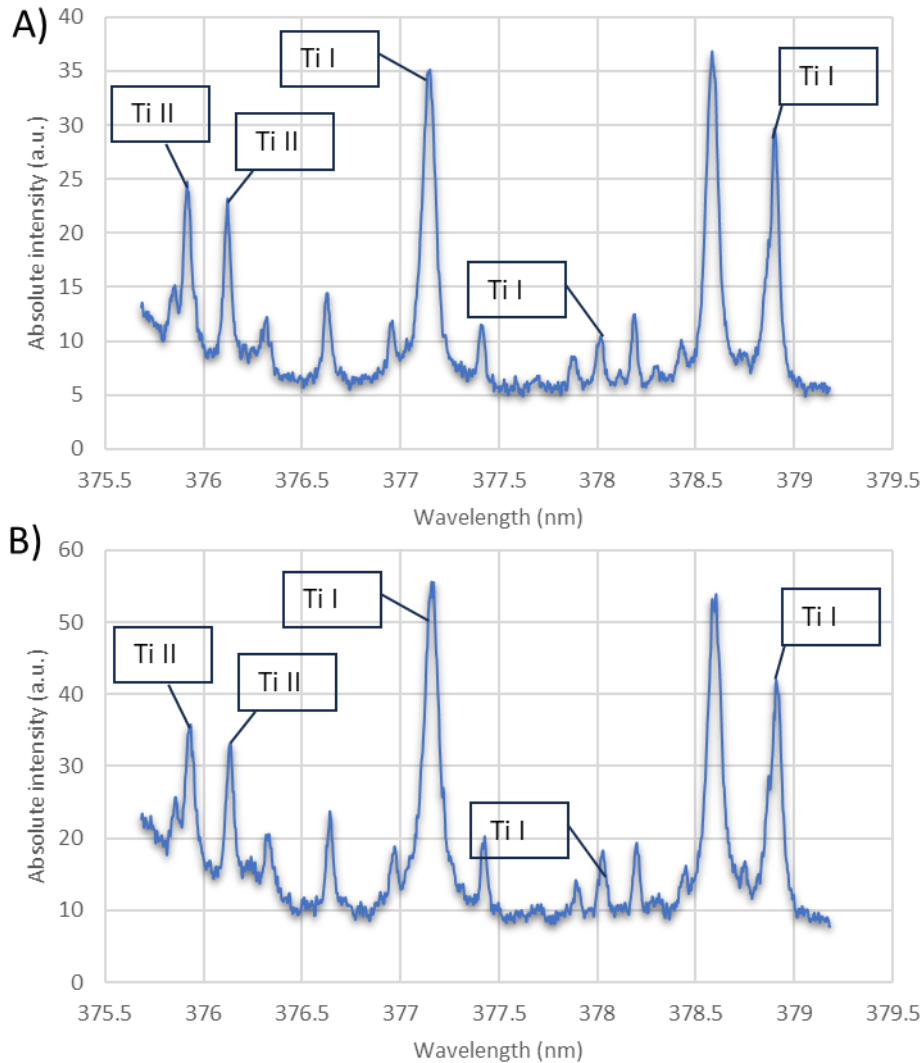 A)
Absolute intensity (a.u.)
40
35
30
25
20
15
10
5
0
Ti II
Ti II
Ti I
Ti I
Ti I
375.5 376 376.5 377 377.5 378 378.5 379 379.5
Wavelength (nm)
B)
Absolute intensity (a.u.)
60
50
40
30
20
10
0
Ti II
Ti II
Ti I
Ti I
Ti I
375.5 376 376.5 377 377.5 378 378.5 379 379.5
Wavelength (nm)